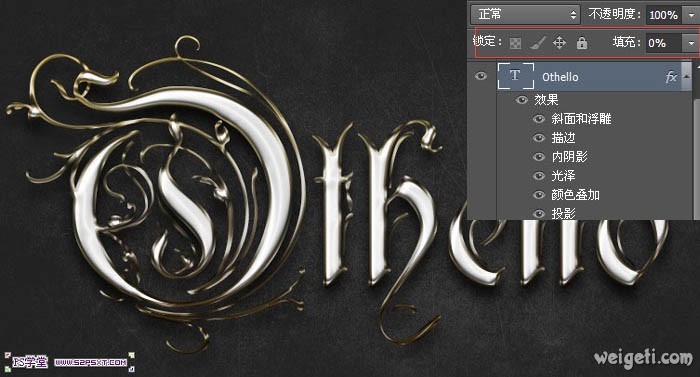 正常 不透明度: 100%
锁定: 填充: 0%
T Othello fx
效果
斜面和浮雕
描边
内阴影
光泽
颜色叠加
投影
Othello
PS学堂 WWW.52PSXT.COM
weigeti.com